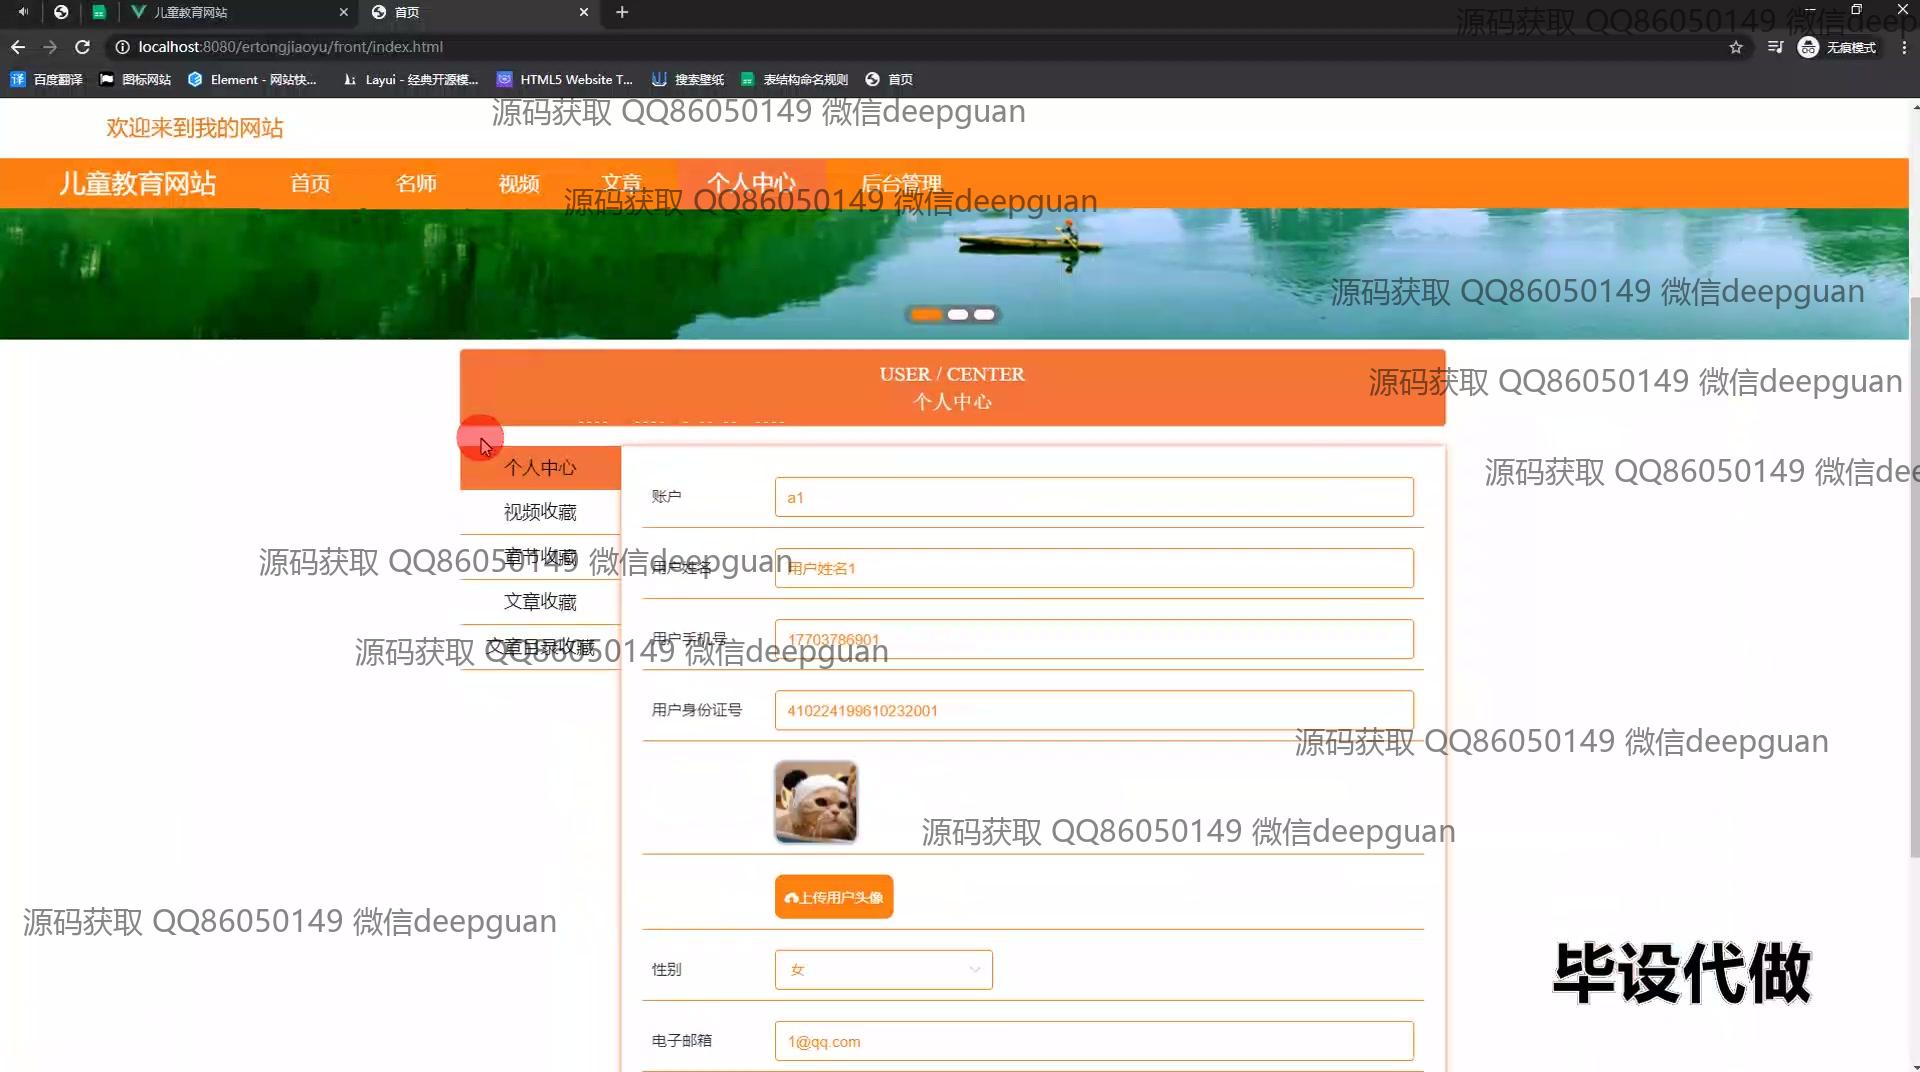 儿童教育网站
首页
localhost:8080/ertongjiaoyu/front/index.html
无痕模式
百度翻译
图标网站
Element - 网站快...
Layui - 经典开源模...
HTML5 Website T...
搜索壁纸
表结构命名规则
首页
源码获取 QQ86050149 微信deep
欢迎来到我的网站
源码获取 QQ86050149 微信deepguan
儿童教育网站
首页
名师
视频
文章
个人中心
后台管理
源码获取 QQ86050149 微信deepguan
源码获取 QQ86050149 微信deepguan
USER / CENTER
个人中心
源码获取 QQ86050149 微信deepguan
个人中心
视频收藏
章节收藏
文章收藏
文章目录收藏
账户
a1
源码获取 QQ86050149 微信dee
用户姓名
用户姓名1
源码获取 QQ86050149 微信deepguan
用户手机号
17703786901
源码获取 QQ86050149 微信deepguan
用户身份证号
410224199610232001
源码获取 QQ86050149 微信deepguan
源码获取 QQ86050149 微信deepguan
上传用户头像
源码获取 QQ86050149 微信deepguan
性别
女
毕设代做
电子邮箱
1@qq.com